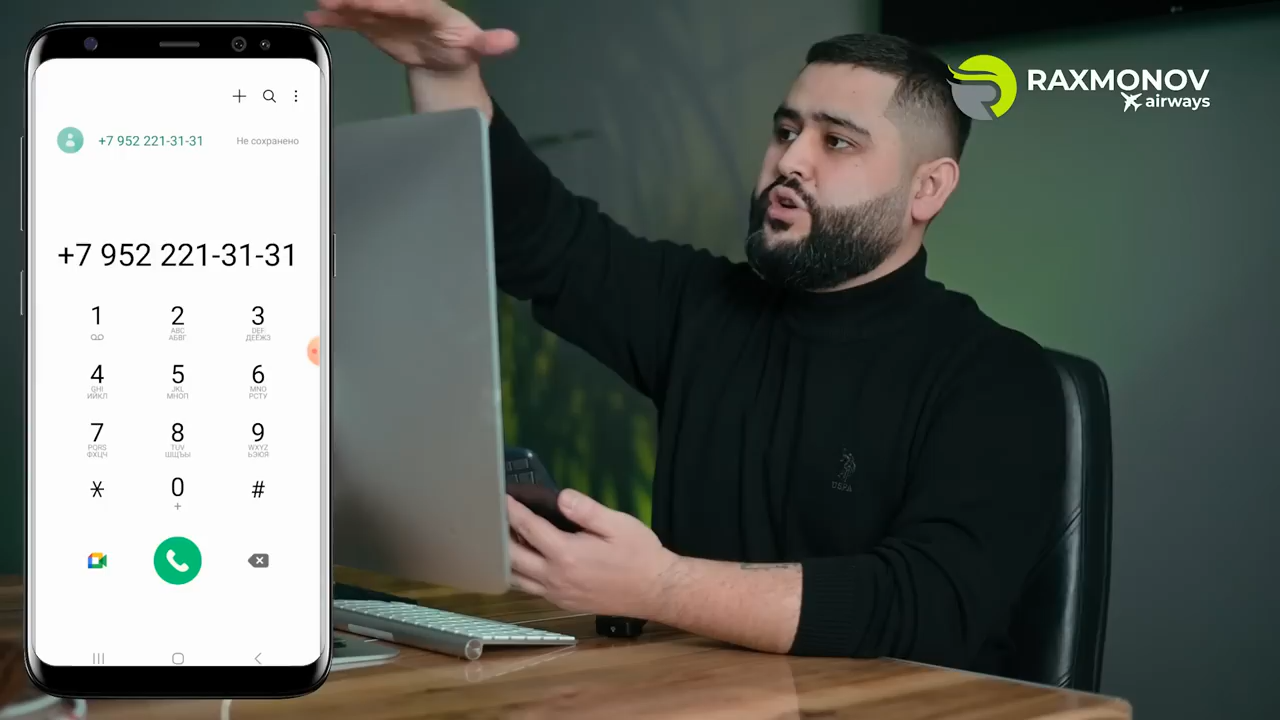 +7 952 221-31-31 Не сохранено
+7 952 221-31-31
1 2 3
ABC DEF
АБВГ ДЕЁЖЗ
4 5 6
GHI JKL MNO
ИЙКЛ МНОП РСТУ
7 8 9
PQRS TUV WXYZ
ФХЦЧ ШЩЪЫ ЬЭЮЯ
* 0 #
+
RAXMONOV
airways
USPA